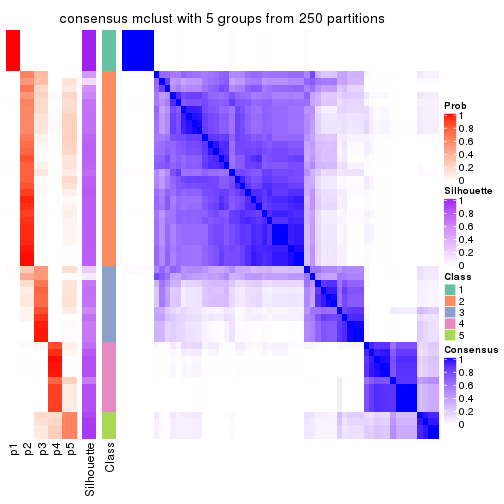 consensus mclust with 5 groups from 250 partitions
Prob
1
0.8
0.6
0.4
0.2
0
Silhouette
1
0.8
0.6
0.4
0.2
0
Class
1
2
3
4
5
Consensus
1
0.8
0.6
0.4
0.2
0
p1
p2
p3
p4
p5
Silhouette
Class